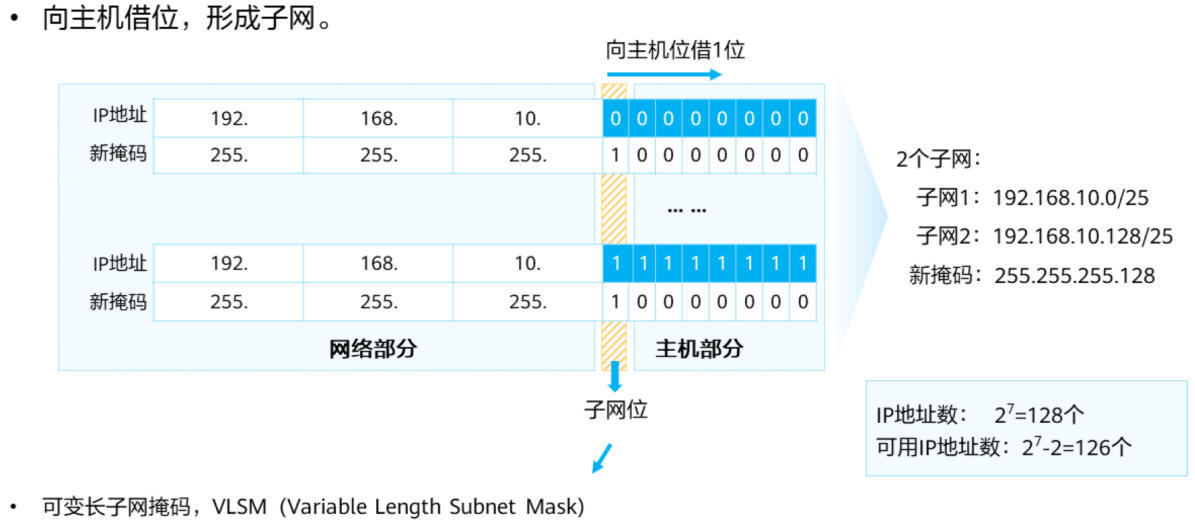 • 向主机借位，形成子网。
向主机位借1位
IP地址 192. 168. 10. 0 0 0 0 0 0 0 0
新掩码 255. 255. 255. 1 0 0 0 0 0 0 0
... ...
IP地址 192. 168. 10. 1 1 1 1 1 1 1 1
新掩码 255. 255. 255. 1 0 0 0 0 0 0 0
网络部分 主机部分
子网位
2个子网：
子网1：192.168.10.0/25
子网2：192.168.10.128/25
新掩码：255.255.255.128
IP地址数： 2⁷=128个
可用IP地址数：2⁷-2=126个
• 可变长子网掩码，VLSM（Variable Length Subnet Mask）